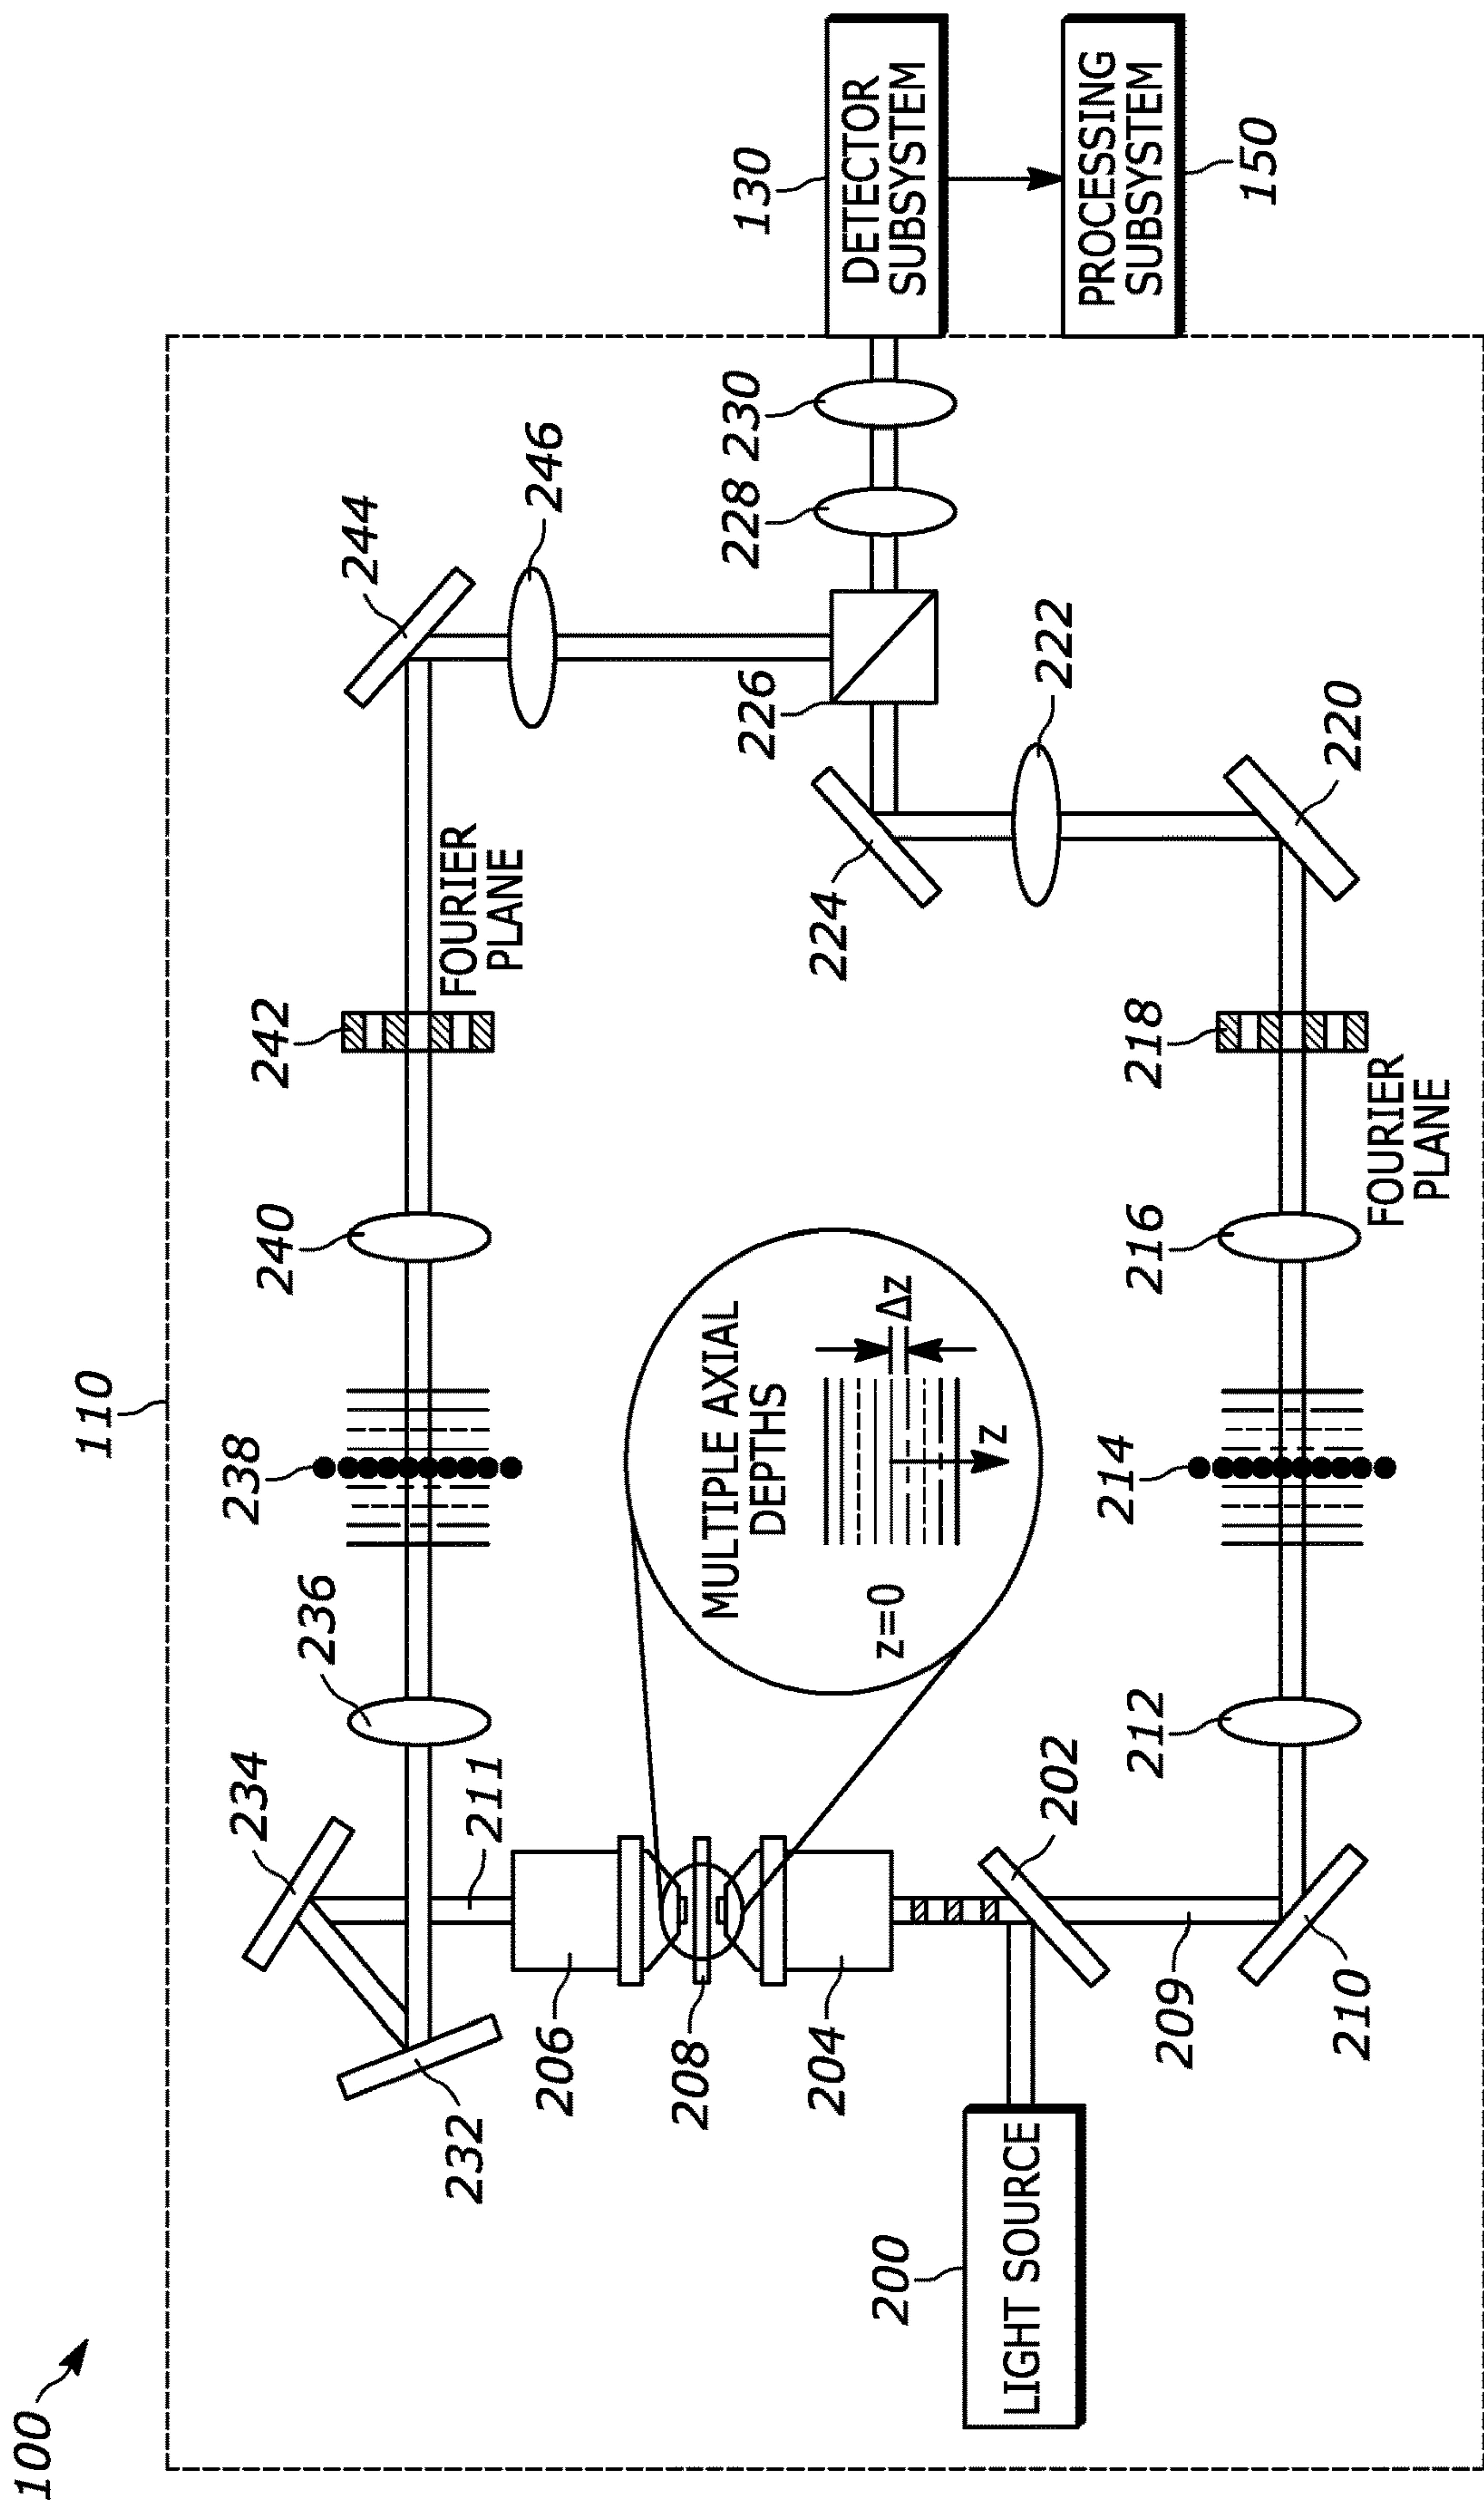 100
110
130
DETECTOR
SUBSYSTEM
PROCESSING
SUBSYSTEM
150
244
246
228
230
226
222
224
220
242
FOURIER
PLANE
218
FOURIER
PLANE
240
216
238
214
MULTIPLE AXIAL
DEPTHS
Δz
z=0
z
236
212
234
211
202
232
206
208
204
209
210
200
LIGHT SOURCE